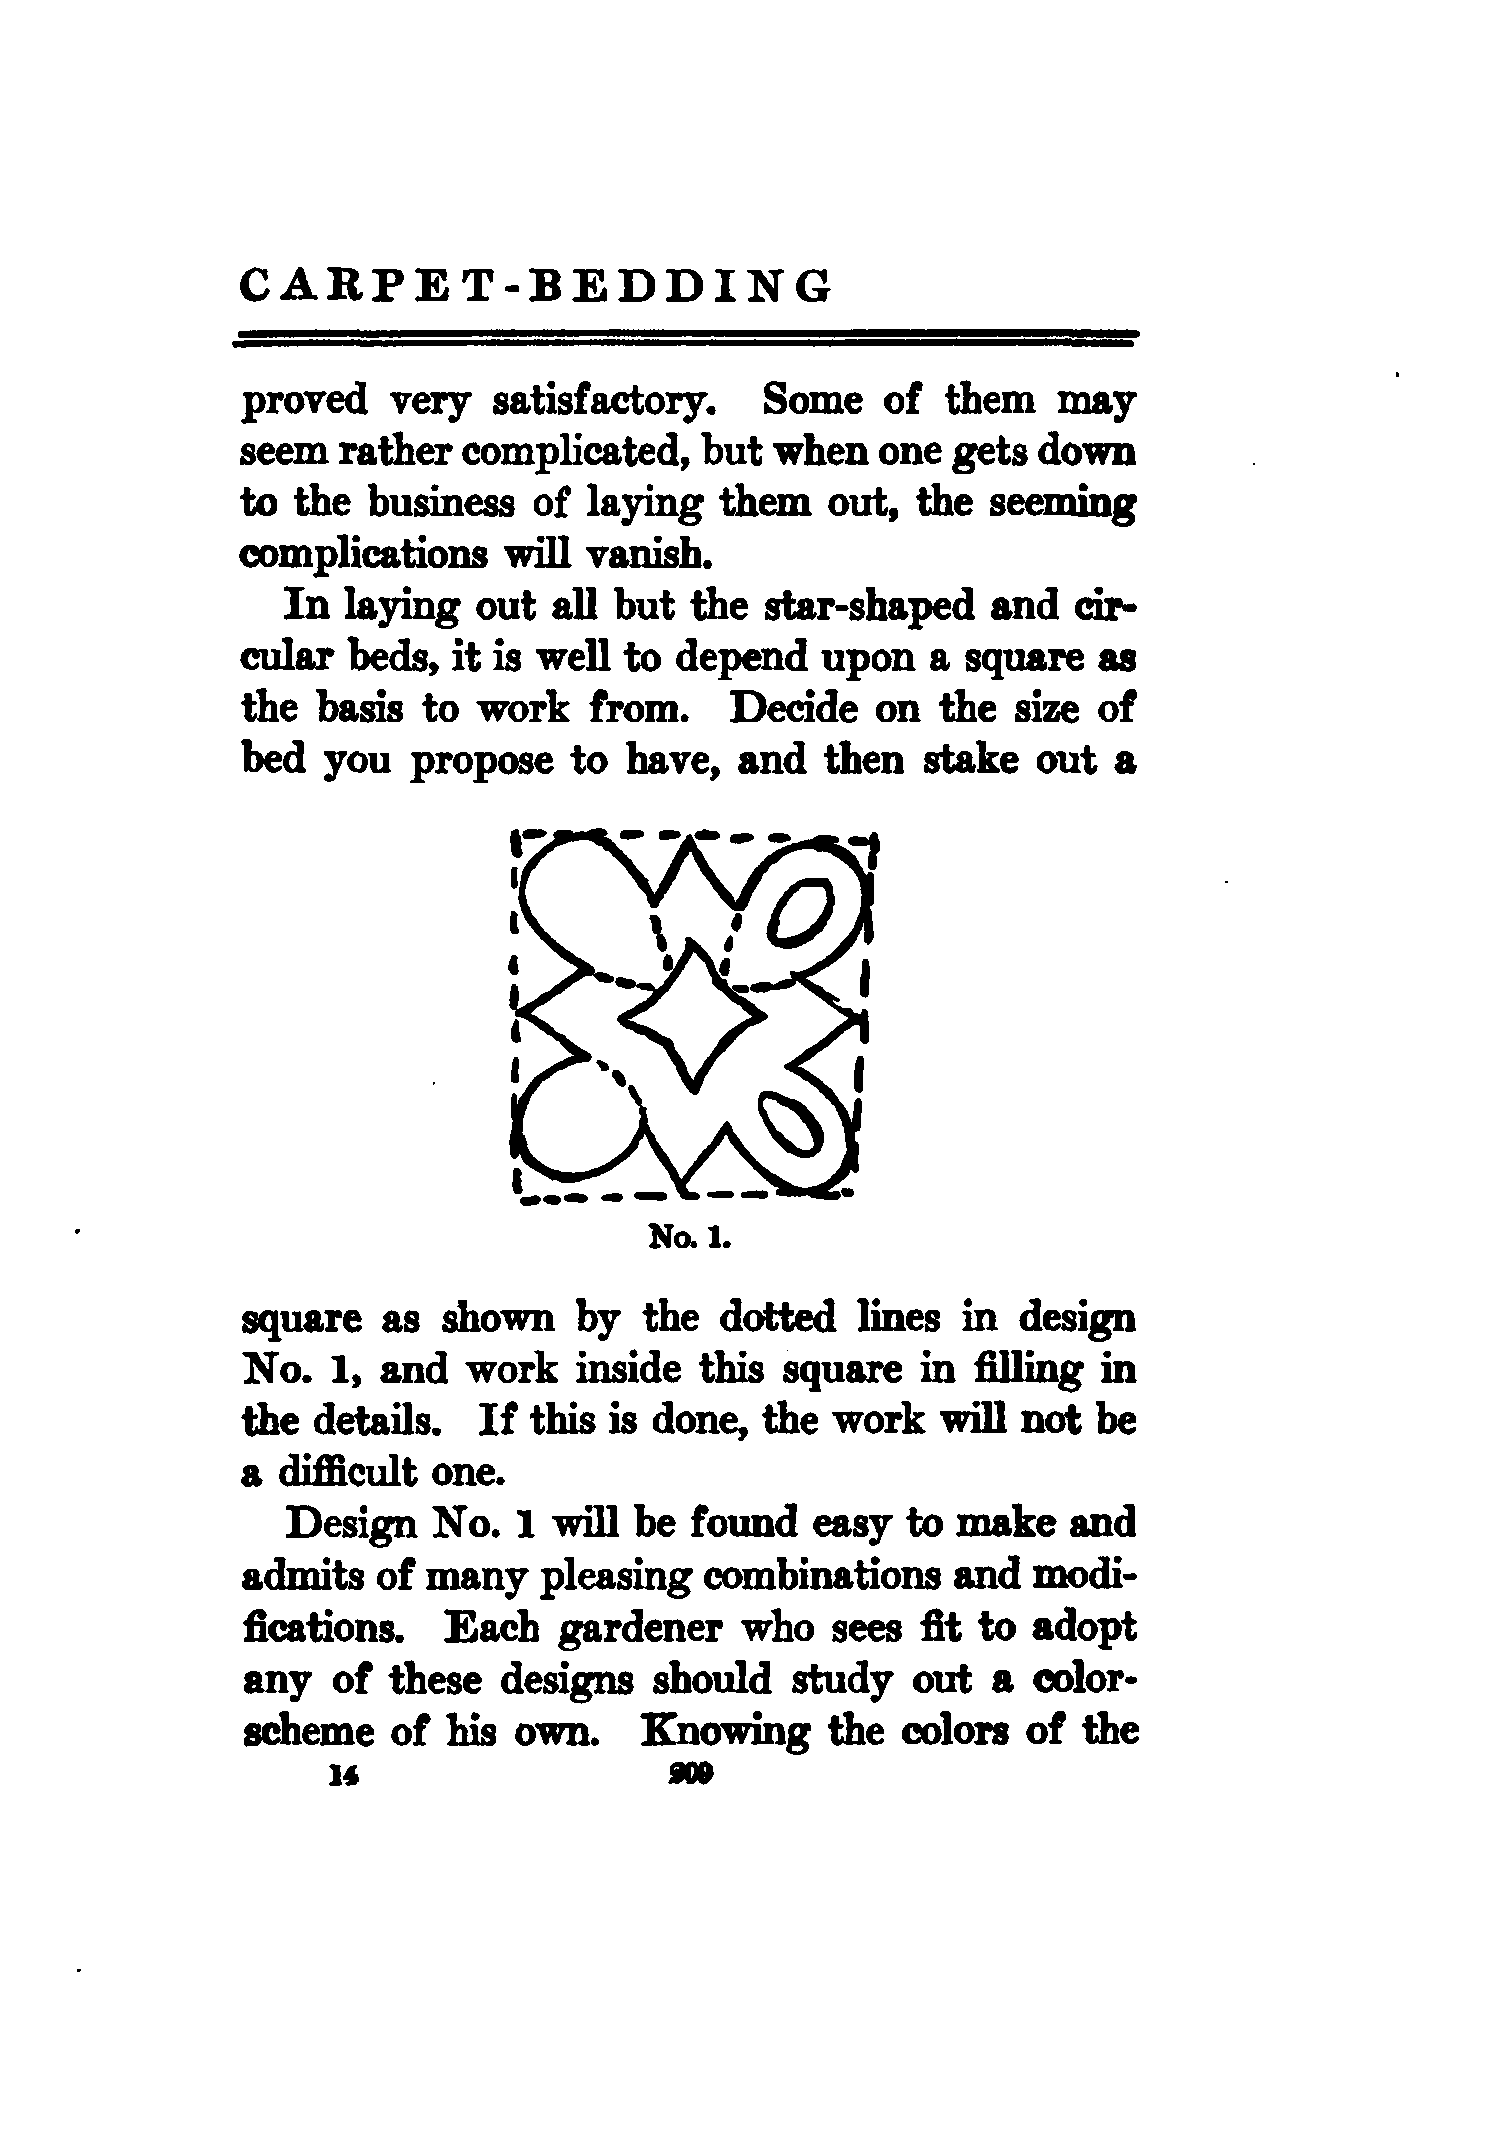 CARPET-BEDDING
proved very satisfactory. Some of them may
seem rather complicated, but when one gets down
to the business of laying them out, the seeming
complications will vanish.
In laying out all but the star-shaped and cir-
cular beds, it is well to depend upon a square as
the basis to work from. Decide on the size of
bed you propose to have, and then stake out a
No. 1.
square as shown by the dotted lines in design
No. 1, and work inside this square in filling in
the details. If this is done, the work will not be
a difficult one.
Design No. 1 will be found easy to make and
admits of many pleasing combinations and modi-
fications. Each gardener who sees fit to adopt
any of these designs should study out a color-
scheme of his own. Knowing the colors of the
14 209